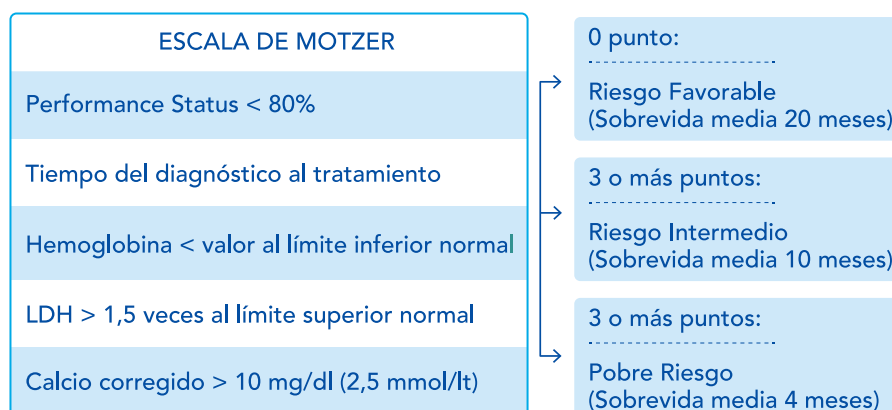 ESCALA DE MOTZER
Performance Status < 80%
Tiempo del diagnóstico al tratamiento
Hemoglobina < valor al límite inferior normal
LDH > 1,5 veces al límite superior normal
Calcio corregido > 10 mg/dl (2,5 mmol/lt)
0 punto:
Riesgo Favorable
(Sobrevida media 20 meses)
3 o más puntos:
Riesgo Intermedio
(Sobrevida media 10 meses)
3 o más puntos:
Pobre Riesgo
(Sobrevida media 4 meses)